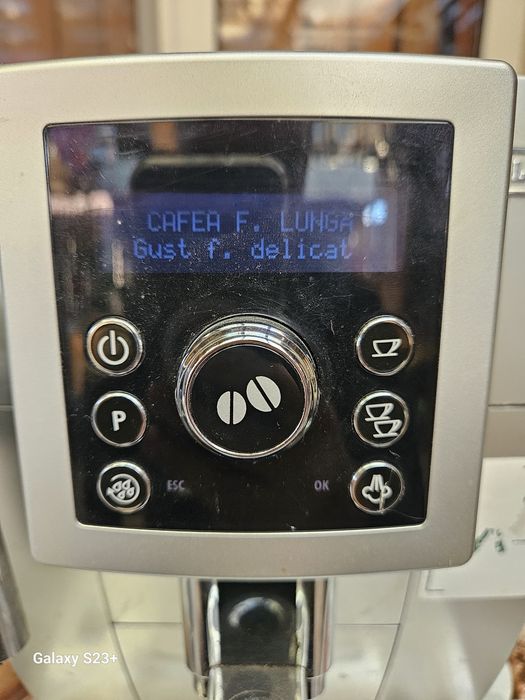 CAFEA F. LUNGA
Gust f. delicat
P
ESC
OK
Galaxy S23+